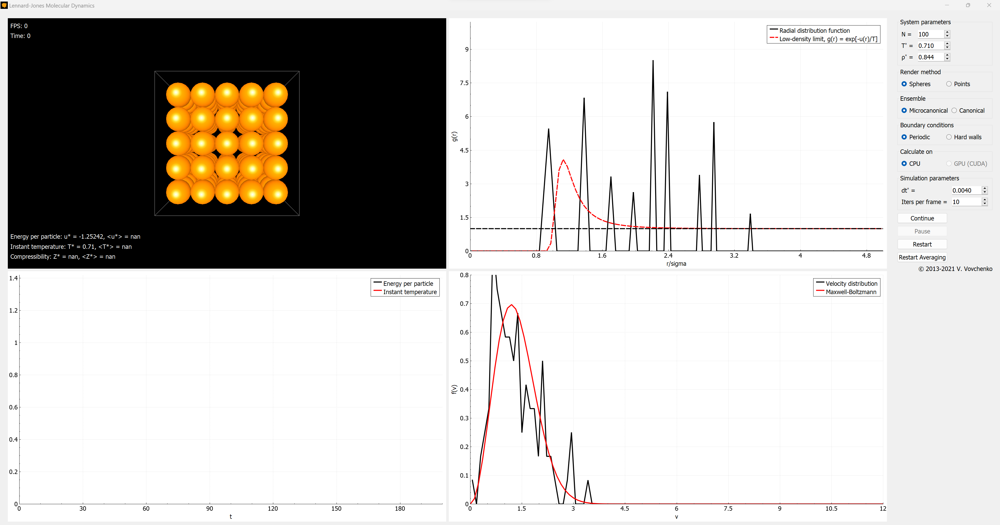 Lennard-Jones Molecular Dynamics
FPS: 0
Time: 0
Energy per particle: u* = -1.25242, <u*> = nan
Instant temperature: T* = 0.71, <T*> = nan
Compressibility: Z* = nan, <Z*> = nan
Radial distribution function
Low-density limit, g(r) = exp[-u(r)/T]
g(r)
9
7.5
6
4.5
3
1.5
0
0 0.8 1.6 2.4 3.2 4 4.8
r/sigma
System parameters
N = 100
T* = 0.710
ρ* = 0.844
Render method
Spheres Points
Ensemble
Microcanonical Canonical
Boundary conditions
Periodic Hard walls
Calculate on
CPU GPU (CUDA)
Simulation parameters
dt* = 0.0040
Iters per frame = 10
Continue
Pause
Restart
Restart Averaging
© 2013-2021 V. Vovchenko
Energy per particle
Instant temperature
1.4
1.2
1
0.8
0.6
0.4
0.2
0
0 30 60 90 120 150 180
t
Velocity distribution
Maxwell-Boltzmann
f(v)
0.8
0.7
0.6
0.5
0.4
0.3
0.2
0.1
0
0 1.5 3 4.5 6 7.5 9 10.5 12
v